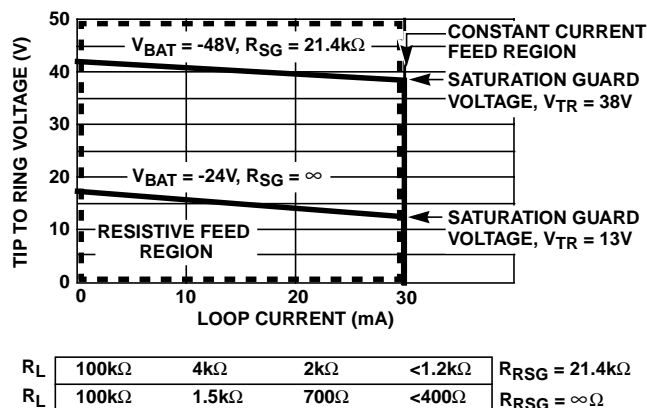 50
40
30
20
10
0
TIP TO RING VOLTAGE (V)
V_BAT = -48V, R_SG = 21.4kΩ
CONSTANT CURRENT
FEED REGION
SATURATION GUARD
VOLTAGE, V_TR = 38V
V_BAT = -24V, R_SG = ∞
RESISTIVE FEED
REGION
SATURATION GUARD
VOLTAGE, V_TR = 13V
0 10 20 30
LOOP CURRENT (mA)
R_L 100kΩ 4kΩ 2kΩ <1.2kΩ R_RSG = 21.4kΩ
R_L 100kΩ 1.5kΩ 700Ω <400Ω R_RSG = ∞Ω